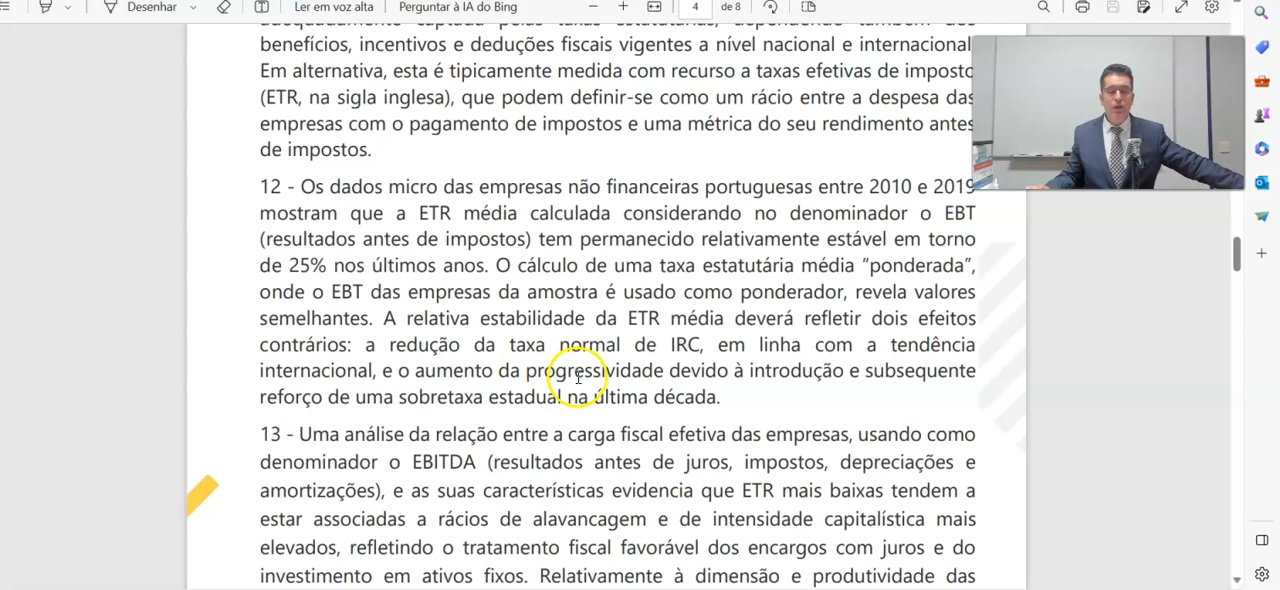 Desenhar
Ler em voz alta
Perguntar à IA do Bing
4
de 8
adequadamente captada pelas taxas estatutárias, dependendo também dos
benefícios, incentivos e deduções fiscais vigentes a nível nacional e internacional
Em alternativa, esta é tipicamente medida com recurso a taxas efetivas de imposto
(ETR, na sigla inglesa), que podem definir-se como um rácio entre a despesa das
empresas com o pagamento de impostos e uma métrica do seu rendimento antes
de impostos.
12 - Os dados micro das empresas não financeiras portuguesas entre 2010 e 2019
mostram que a ETR média calculada considerando no denominador o EBT
(resultados antes de impostos) tem permanecido relativamente estável em torno
de 25% nos últimos anos. O cálculo de uma taxa estatutária média “ponderada”,
onde o EBT das empresas da amostra é usado como ponderador, revela valores
semelhantes. A relativa estabilidade da ETR média deverá refletir dois efeitos
contrários: a redução da taxa normal de IRC, em linha com a tendência
internacional, e o aumento da progressividade devido à introdução e subsequente
reforço de uma sobretaxa estadual na última década.
13 - Uma análise da relação entre a carga fiscal efetiva das empresas, usando como
denominador o EBITDA (resultados antes de juros, impostos, depreciações e
amortizações), e as suas características evidencia que ETR mais baixas tendem a
estar associadas a rácios de alavancagem e de intensidade capitalística mais
elevados, refletindo o tratamento fiscal favorável dos encargos com juros e do
investimento em ativos fixos. Relativamente à dimensão e produtividade das